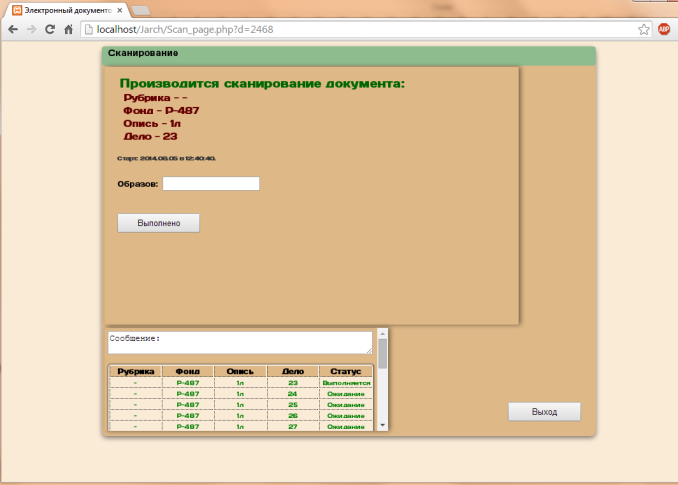 Электронный документо
localhost/Jarch/Scan_page.php?d=2468
ABP
Сканирование
Производится сканирование документа:
Рубрика - -
Фонд - Р-487
Опись - 1л
Дело - 23
Старт: 2014.06.05 в 12:40:40.
Образов:
Выполнено
Сообщение:
Рубрика Фонд Опись Дело Статус
- Р-487 1л 23 Выполняется
- Р-487 1л 24 Ожидание
- Р-487 1л 25 Ожидание
- Р-487 1л 26 Ожидание
- Р-487 1л 27 Ожидание
Выход